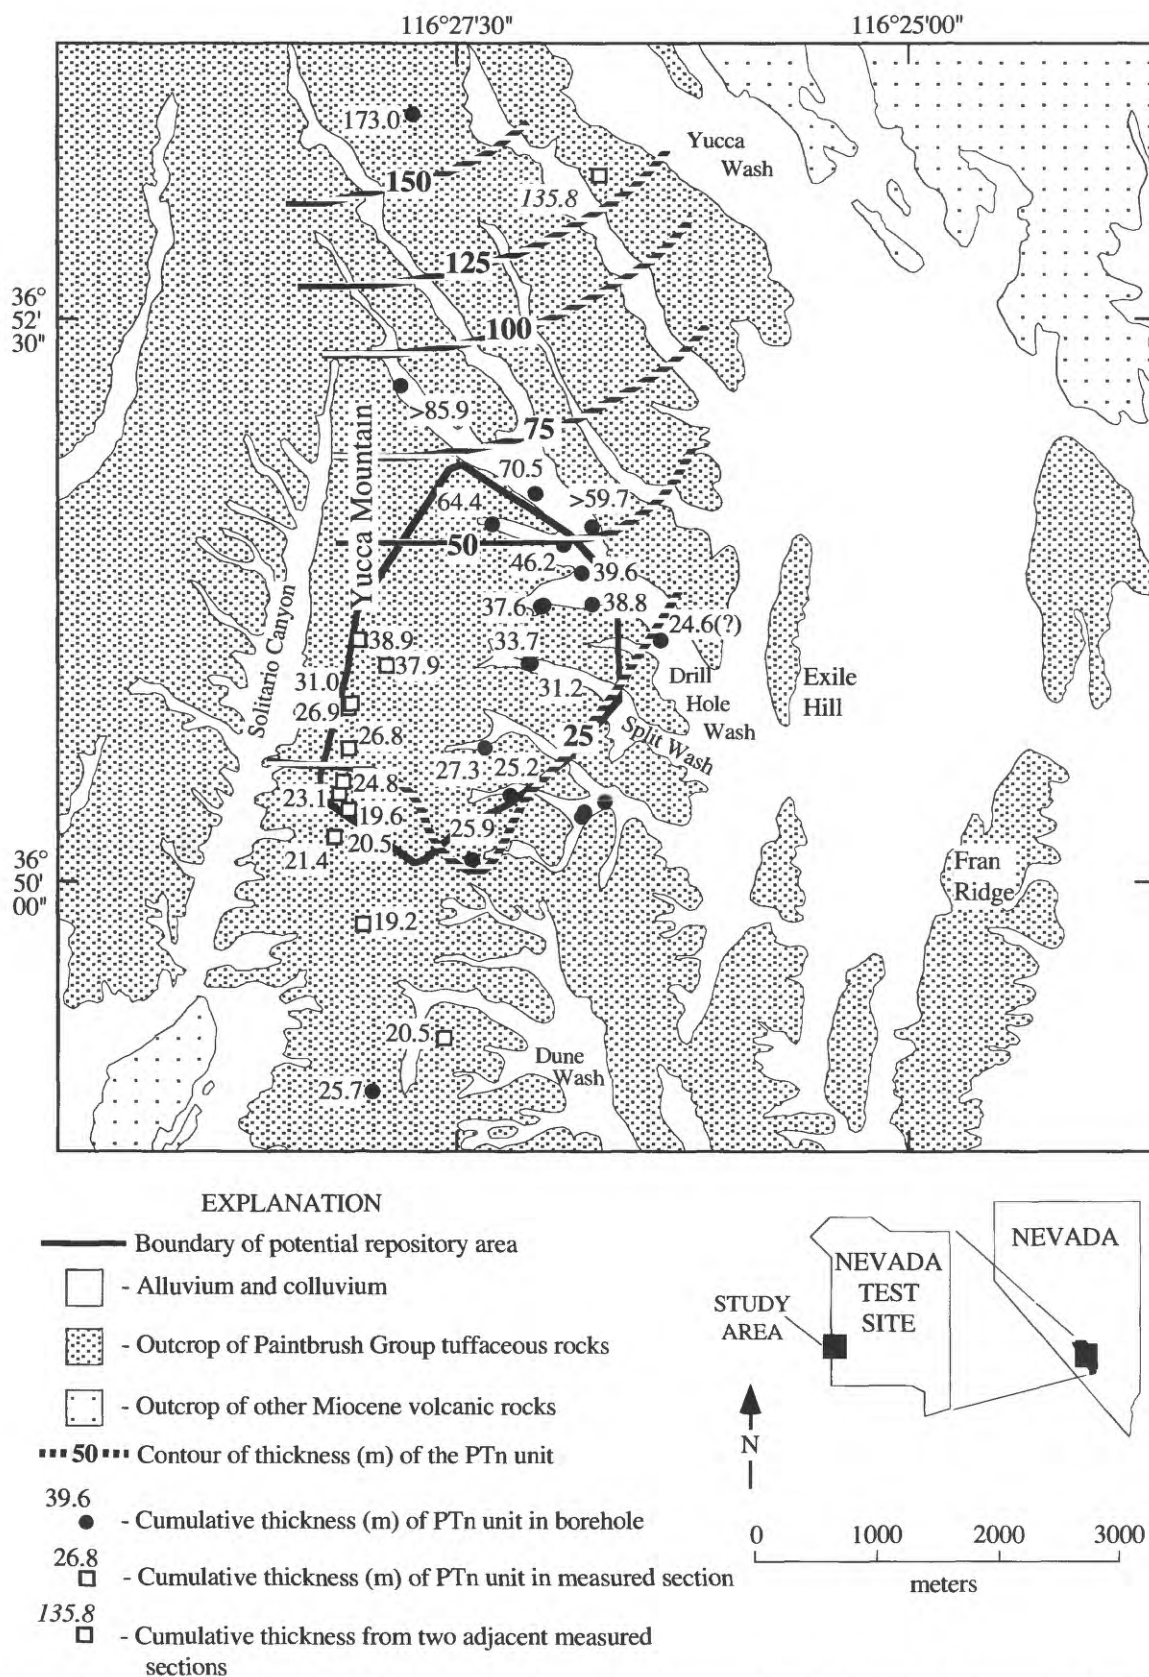 116°27'30"
116°25'00"
173.0
Yucca
Wash
150
135.8
125
36°
52'
30"
100
>85.9
75
Yucca Mountain
70.5
64.4
>59.7
50
46.2
39.6
37.6
38.8
24.6(?)
33.7
38.9
37.9
31.2
Drill
Hole
Wash
Exile
Hill
Solitario Canyon
31.0
26.9
26.8
25
Split Wash
27.3
25.2
24.8
23.1
19.6
25.9
20.5
21.4
36°
50'
00"
Fran
Ridge
19.2
20.5
Dune
Wash
25.7
EXPLANATION
Boundary of potential repository area
- Alluvium and colluvium
- Outcrop of Paintbrush Group tuffaceous rocks
- Outcrop of other Miocene volcanic rocks
50 - Contour of thickness (m) of the PTn unit
39.6
- Cumulative thickness (m) of PTn unit in borehole
26.8
- Cumulative thickness (m) of PTn unit in measured section
135.8
- Cumulative thickness from two adjacent measured
sections
NEVADA
TEST
SITE
NEVADA
STUDY
AREA
N
0 1000 2000 3000
meters